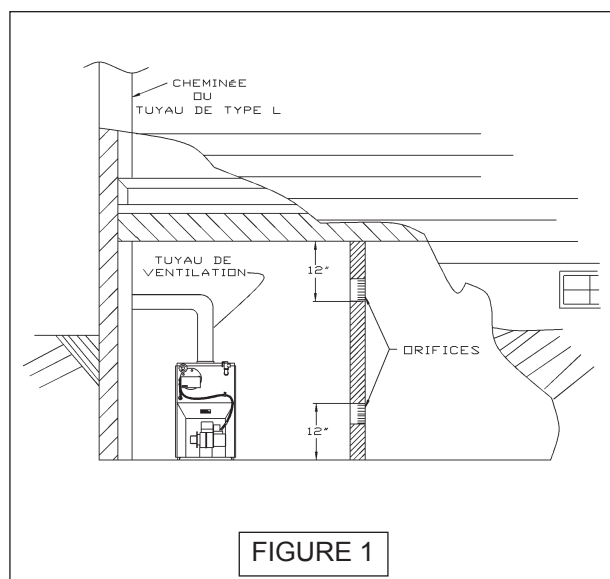 CHEMINéE
OU
TUYAU DE TYPE L
TUYAU DE
VENTILATION
12"
ORIFICES
12"
FIGURE 1